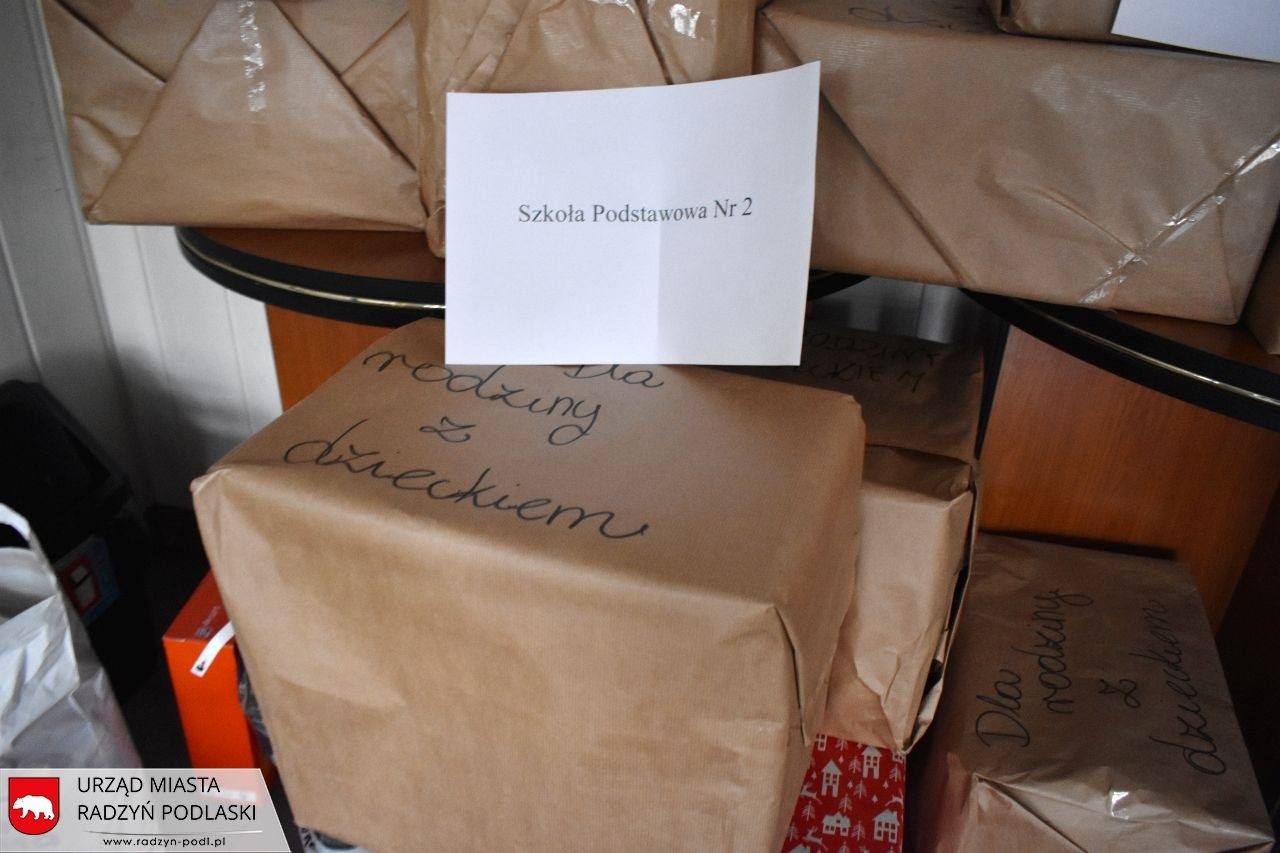 Szkoła Podstawowa Nr 2
Dla
rodziny
z
dzieckiem
Dla
rodziny
z
dzieckiem
URZĄD MIASTA
RADZYŃ PODLASKI
www.radzyn-podl.pl